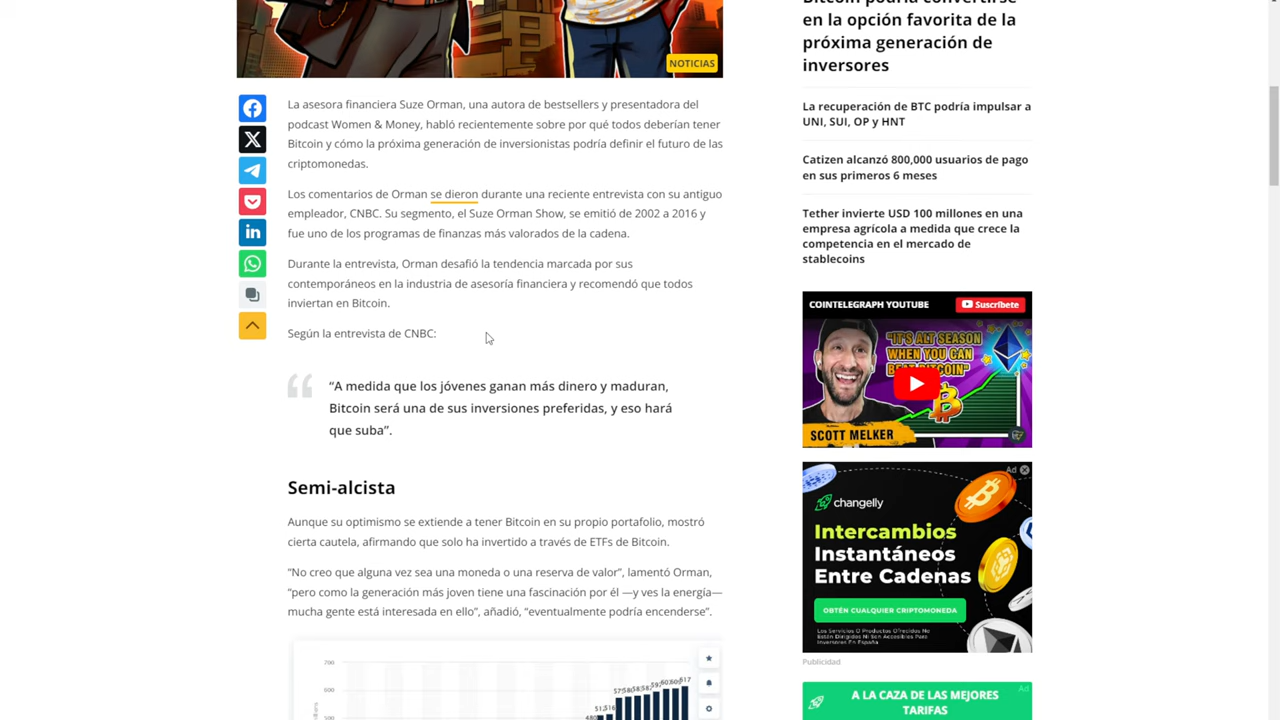 NOTICIAS
La asesora financiera Suze Orman, una autora de bestsellers y presentadora del
podcast Women & Money, habló recientemente sobre por qué todos deberían tener
Bitcoin y cómo la próxima generación de inversionistas podría definir el futuro de las
criptomonedas.
Los comentarios de Orman se dieron durante una reciente entrevista con su antiguo
empleador, CNBC. Su segmento, el Suze Orman Show, se emitió de 2002 a 2016 y
fue uno de los programas de finanzas más valorados de la cadena.
Durante la entrevista, Orman desafió la tendencia marcada por sus
contemporáneos en la industria de asesoría financiera y recomendó que todos
inviertan en Bitcoin.
Según la entrevista de CNBC:
“A medida que los jóvenes ganan más dinero y maduran,
Bitcoin será una de sus inversiones preferidas, y eso hará
que suba”.
Semi-alcista
Aunque su optimismo se extiende a tener Bitcoin en su propio portafolio, mostró
cierta cautela, afirmando que solo ha invertido a través de ETFs de Bitcoin.
“No creo que alguna vez sea una moneda o una reserva de valor”, lamentó Orman,
“pero como la generación más joven tiene una fascinación por él —y ves la energía—
mucha gente está interesada en ello”, añadió, “eventualmente podría encenderse”.
700
600
500
617
Bitcoin podría convertirse
en la opción favorita de la
próxima generación de
inversores
La recuperación de BTC podría impulsar a
UNI, SUI, OP y HNT
Catizen alcanzó 800,000 usuarios de pago
en sus primeros 6 meses
Tether invierte USD 100 millones en una
empresa agrícola a medida que crece la
competencia en el mercado de
stablecoins
COINTELEGRAPH YOUTUBE
Suscríbete
"IT'S ALT SEASON
WHEN YOU CAN
BEAT BITCOIN"
SCOTT MELKER
Ad
changelly
Intercambios
Instantáneos
Entre Cadenas
OBTÉN CUALQUIER CRIPTOMONEDA
Los Servicios O Productos Ofrecidos No
Están Dirigidos Ni Son Accesibles Para
Inversores En España
Publicidad
Ad
A LA CAZA DE LAS MEJORES
TARIFAS